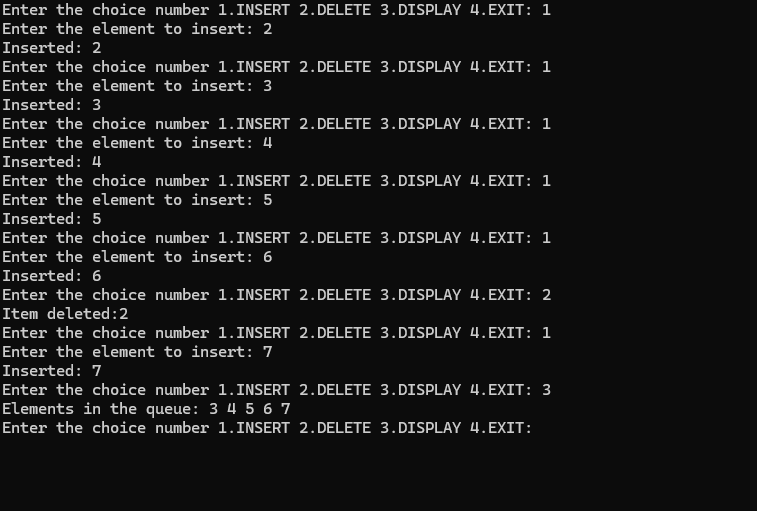 Enter the choice number 1.INSERT 2.DELETE 3.DISPLAY 4.EXIT: 1
Enter the element to insert: 2
Inserted: 2
Enter the choice number 1.INSERT 2.DELETE 3.DISPLAY 4.EXIT: 1
Enter the element to insert: 3
Inserted: 3
Enter the choice number 1.INSERT 2.DELETE 3.DISPLAY 4.EXIT: 1
Enter the element to insert: 4
Inserted: 4
Enter the choice number 1.INSERT 2.DELETE 3.DISPLAY 4.EXIT: 1
Enter the element to insert: 5
Inserted: 5
Enter the choice number 1.INSERT 2.DELETE 3.DISPLAY 4.EXIT: 1
Enter the element to insert: 6
Inserted: 6
Enter the choice number 1.INSERT 2.DELETE 3.DISPLAY 4.EXIT: 2
Item deleted:2
Enter the choice number 1.INSERT 2.DELETE 3.DISPLAY 4.EXIT: 1
Enter the element to insert: 7
Inserted: 7
Enter the choice number 1.INSERT 2.DELETE 3.DISPLAY 4.EXIT: 3
Elements in the queue: 3 4 5 6 7
Enter the choice number 1.INSERT 2.DELETE 3.DISPLAY 4.EXIT: